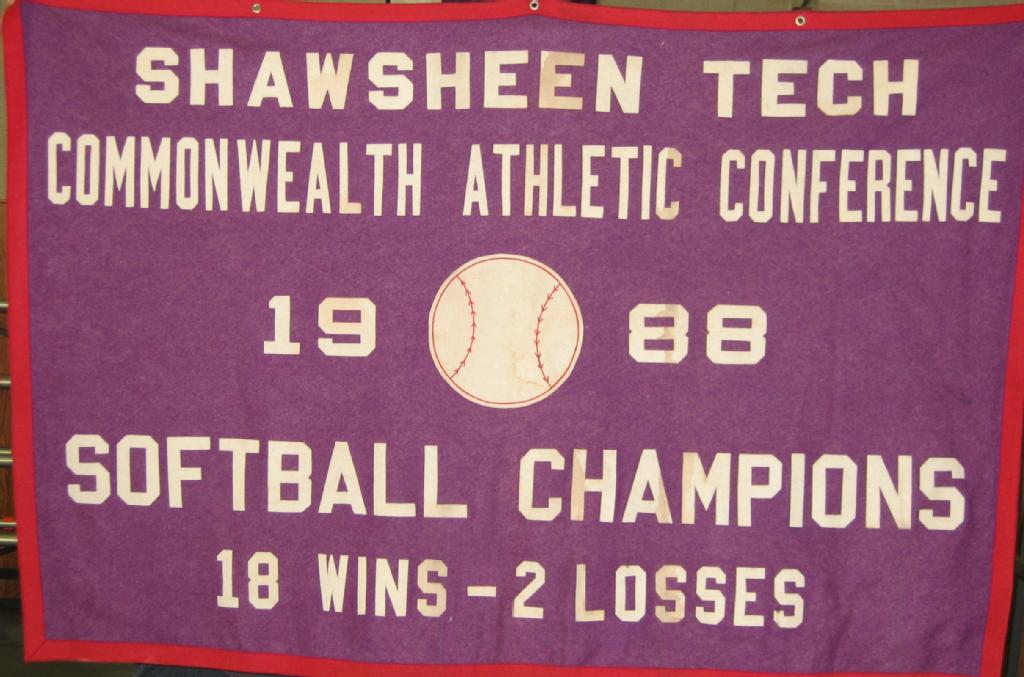 SHAWSHEEN TECH
COMMONWEALTH ATHLETIC CONFERENCE
19 88
SOFTBALL CHAMPIONS
18 WINS - 2 LOSSES